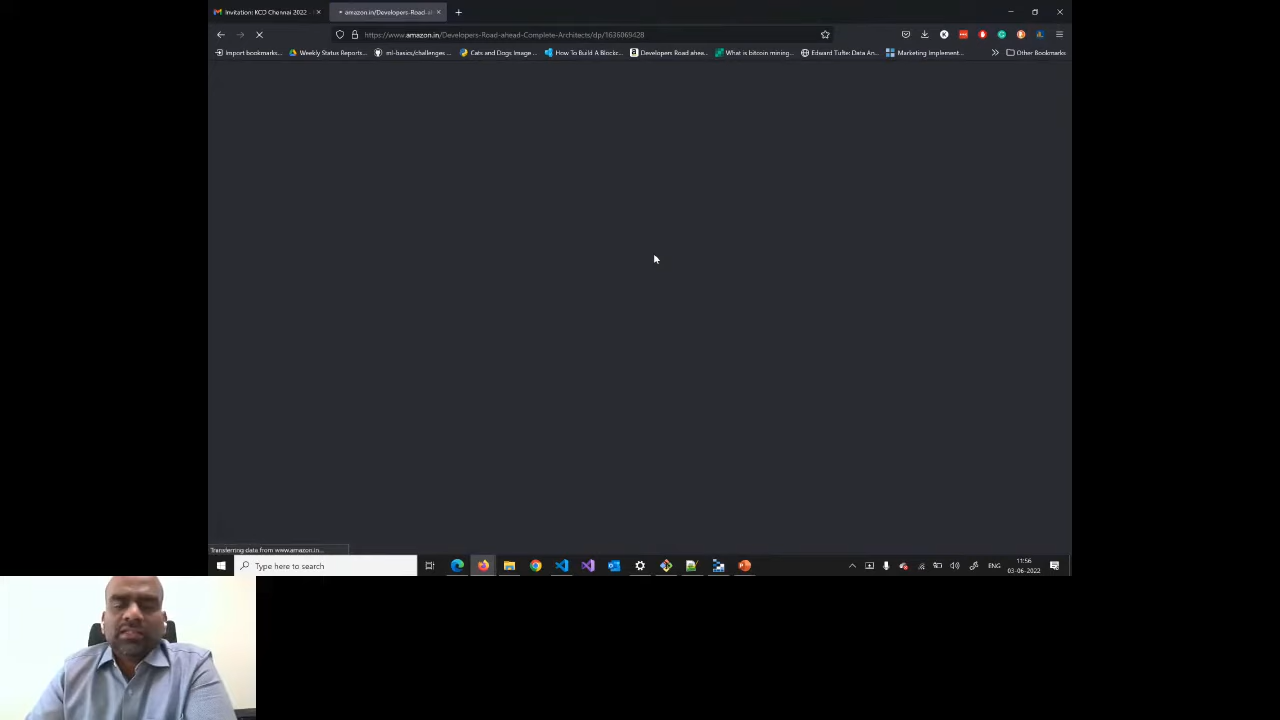 Invitation: KCD Chennai 2022 -
amazon.in/Developers-Road-a
https://www.amazon.in/Developers-Road-ahead-Complete-Architects/dp/1636069428
Import bookmarks...
Weekly Status Reports...
ml-basics/challenges ...
Cats and Dogs Image ...
How To Build A Blockc...
Developers Road ahea...
What is bitcoin mining...
Edward Tufte: Data An...
Marketing Implement...
Other Bookmarks
Transferring data from www.amazon.in...
Type here to search
ENG
11:56
03-06-2022